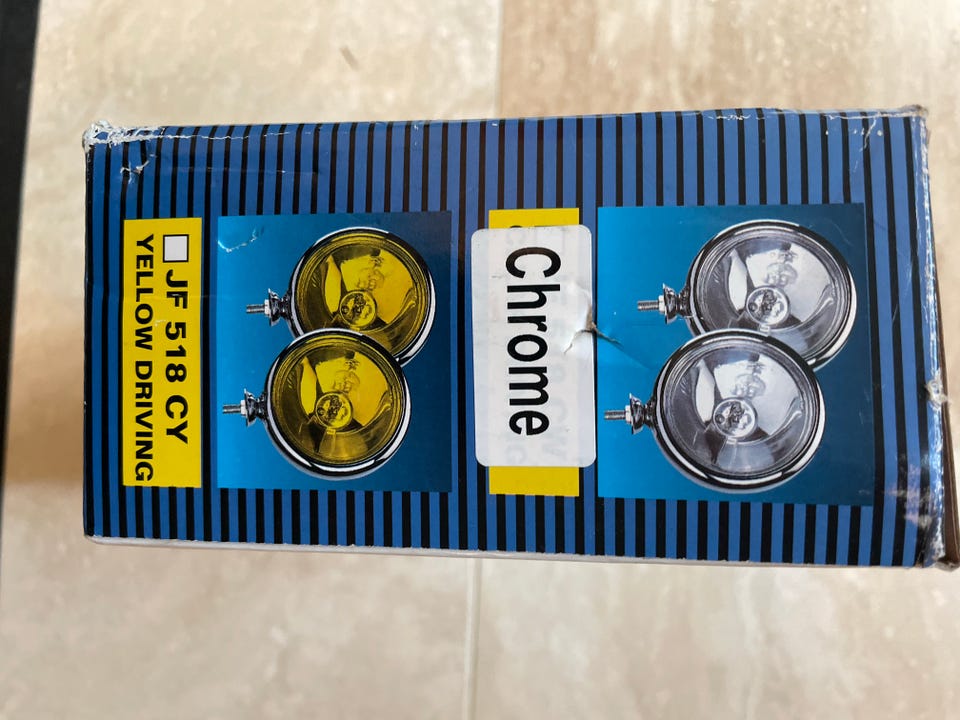 Chrome
☐ JF 518 CY
YELLOW DRIVING